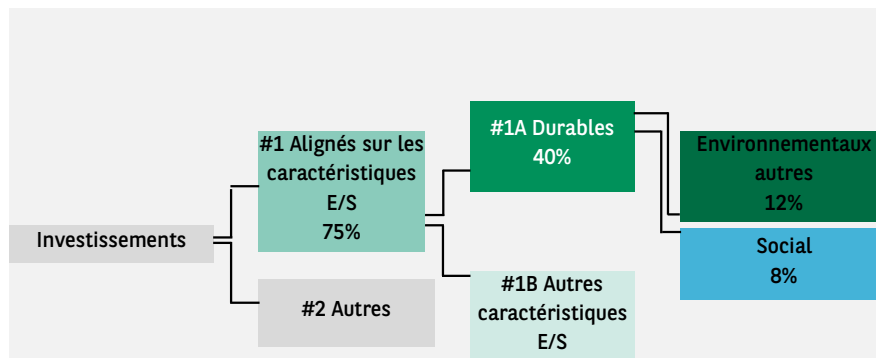 Investissements
#1 Alignés sur les
caractéristiques
E/S
75%
#2 Autres
#1A Durables
40%
#1B Autres
caractéristiques
E/S
Environnementaux
autres
12%
Social
8%